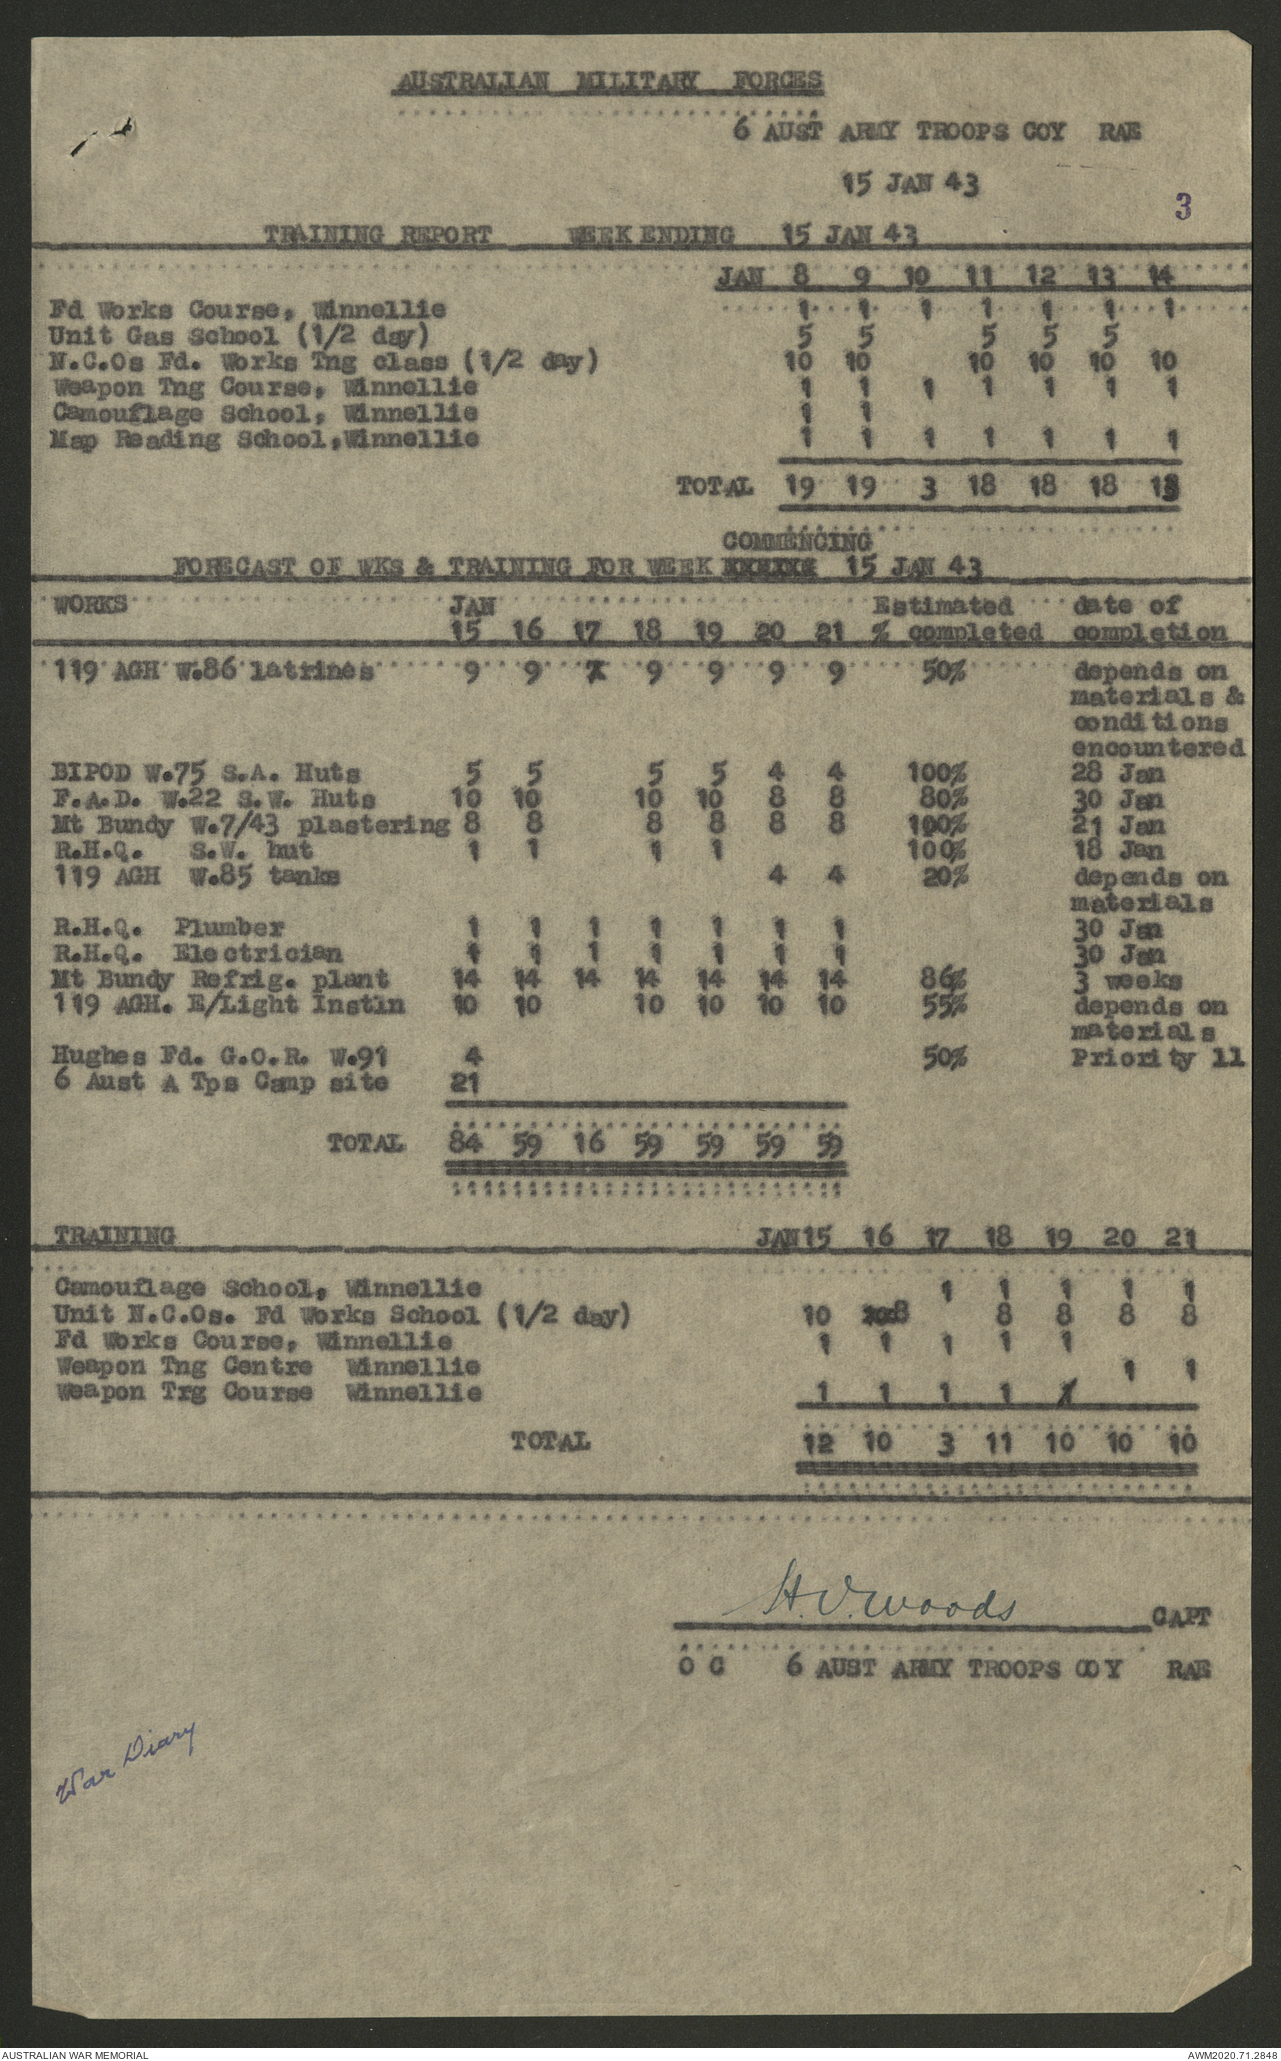 AUSTRALIAN MILITARY FORCES
6 AUST ARMY TROOPS COY RAE
15 JAN 43
3
TRAINING REPORT WEEK ENDING 15 JAN 43
JAN 8 9 10 11 12 13 14
Fd Works Course, Winnellie 1 1 1 1 1 1 1
Unit Gas School (1/2 day) 5 5 5 5 5
N.C.Os Fd. Works Tng class (1/2 day) 10 10 10 10 10 10
Weapon Tng Course, Winnellie 1 1 1 1 1 1 1
Camouflage School, Winnellie 1 1
Map Reading School,Winnellie 1 1 1 1 1 1 1
TOTAL 19 19 3 18 18 18 13
COMMENCING
FORECAST OF WKS & TRAINING FOR WEEK 15 JAN 43
WORKS JAN Estimated date of
15 16 17 18 19 20 21 % completed completion
119 AGH W.86 latrines 9 9 9 9 9 9 50% depends on
materials &
conditions
encountered
BIPOD W.75 S.A. Huts 5 5 5 5 4 4 100% 28 Jan
F.A.D. W.22 S.W. Huts 10 10 10 10 8 8 80% 30 Jan
Mt Bundy W.7/43 plastering 8 8 8 8 8 8 100% 21 Jan
R.H.Q. S.W. hut 1 1 1 1 100% 18 Jan
119 AGH W.85 tanks 4 4 20% depends on
materials
R.H.Q. Plumber 1 1 1 1 1 1 1 30 Jan
R.H.Q. Electrician 1 1 1 1 1 1 1 30 Jan
Mt Bundy Refrig. plant 14 14 14 14 14 14 14 86% 3 weeks
119 AGH. E/Light Instln 10 10 10 10 10 10 55% depends on
materials
Hughes Fd. G.O.R. W.91 4 50% Priority 11
6 Aust A Tps Camp site 21
TOTAL 84 59 16 59 59 59 59
TRAINING JAN15 16 17 18 19 20 21
Camouflage School, Winnellie 1 1 1 1 1
Unit N.C.Os. Fd Works School (1/2 day) 10 8 8 8 8 8
Fd Works Course, Winnellie 1 1 1 1 1
Weapon Tng Centre Winnellie 1 1
Weapon Trg Course Winnellie 1 1 1 1
TOTAL 12 10 3 11 10 10 10
H.V.Woods CAPT
O C 6 AUST ARMY TROOPS COY RAE
War Diary
AUSTRALIAN WAR MEMORIAL AWM2020.71.2848